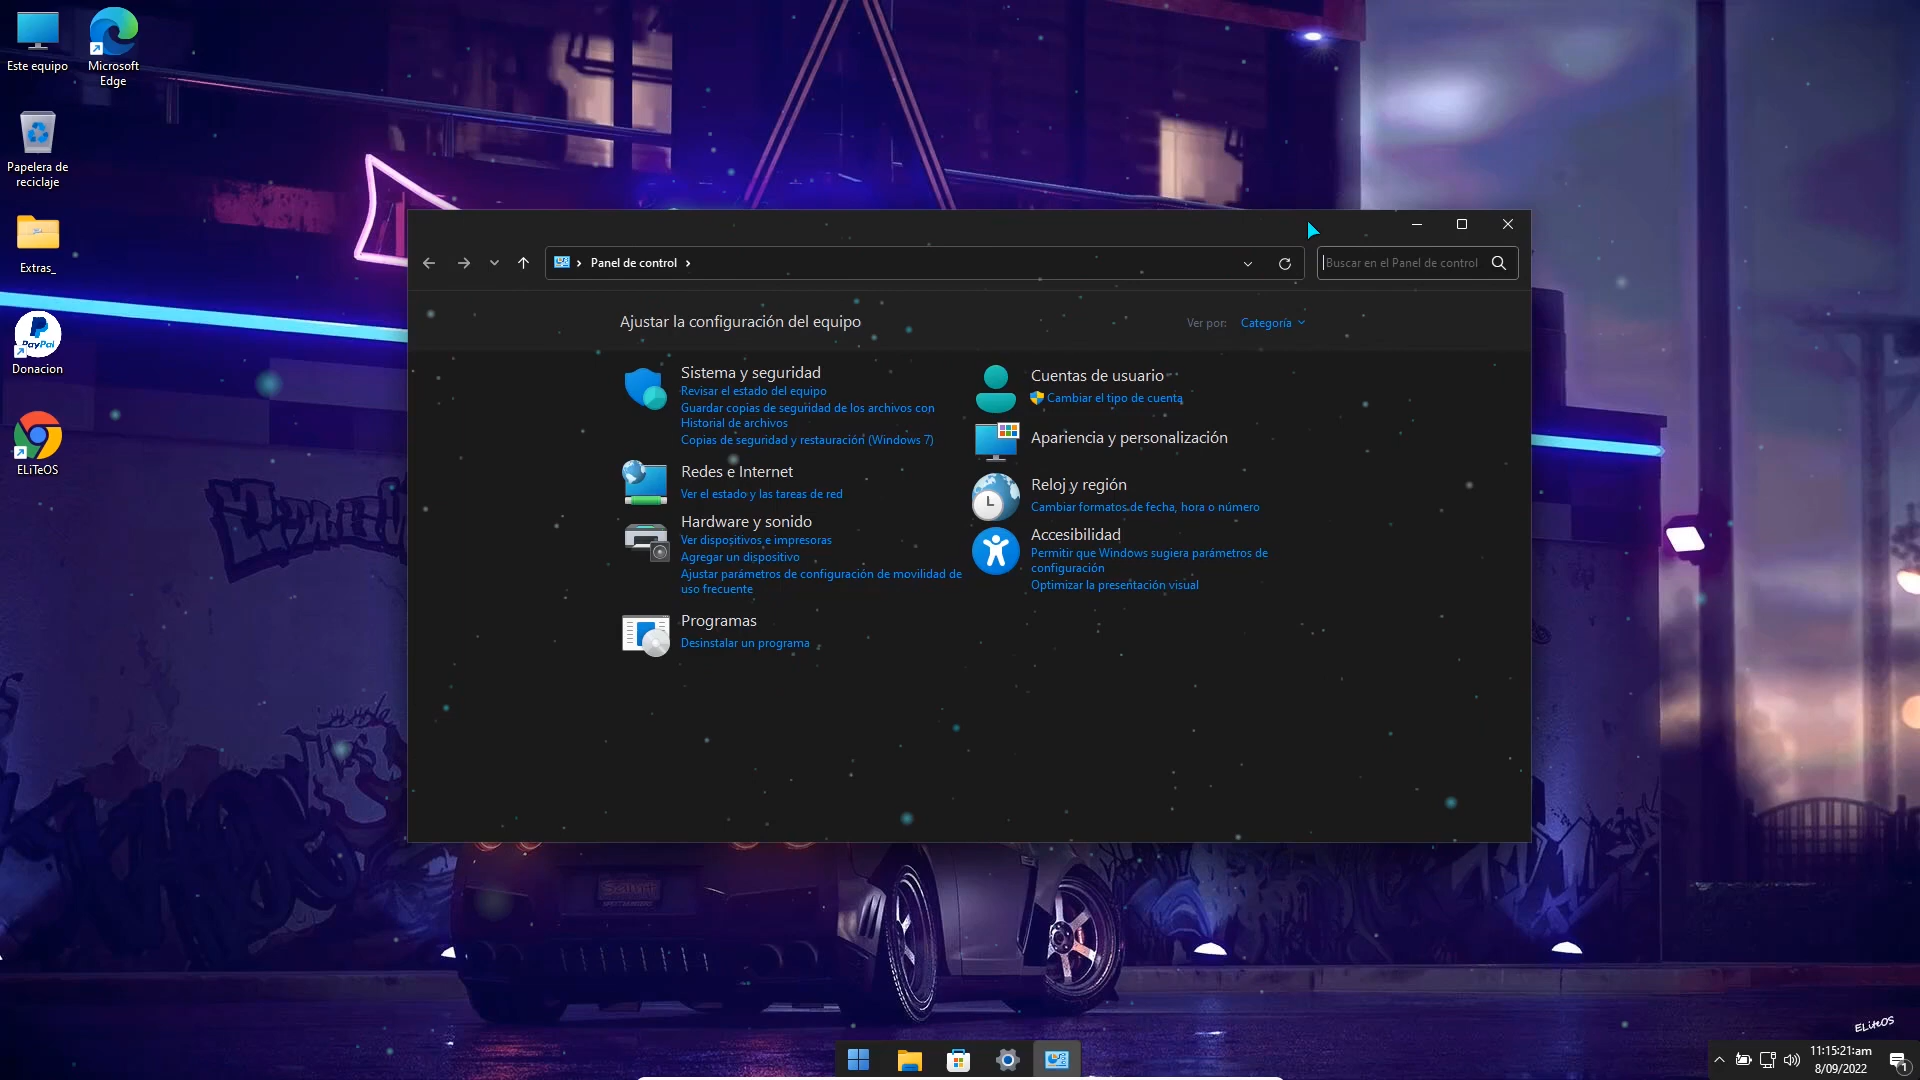 Este equipo
Microsoft
Edge
Papelera de
reciclaje
Extras_
PayPal
Donacion
ELiTeOS
Panel de control
Buscar en el Panel de control
Ajustar la configuración del equipo
Ver por:
Categoría
Sistema y seguridad
Revisar el estado del equipo
Guardar copias de seguridad de los archivos con
Historial de archivos
Copias de seguridad y restauración (Windows 7)
Redes e Internet
Ver el estado y las tareas de red
Hardware y sonido
Ver dispositivos e impresoras
Agregar un dispositivo
Ajustar parámetros de configuración de movilidad de
uso frecuente
Programas
Desinstalar un programa
Cuentas de usuario
Cambiar el tipo de cuenta
Apariencia y personalización
Reloj y región
Cambiar formatos de fecha, hora o número
Accesibilidad
Permitir que Windows sugiera parámetros de
configuración
Optimizar la presentación visual
ELiteOS
11:15:21:am
8/09/2022
1